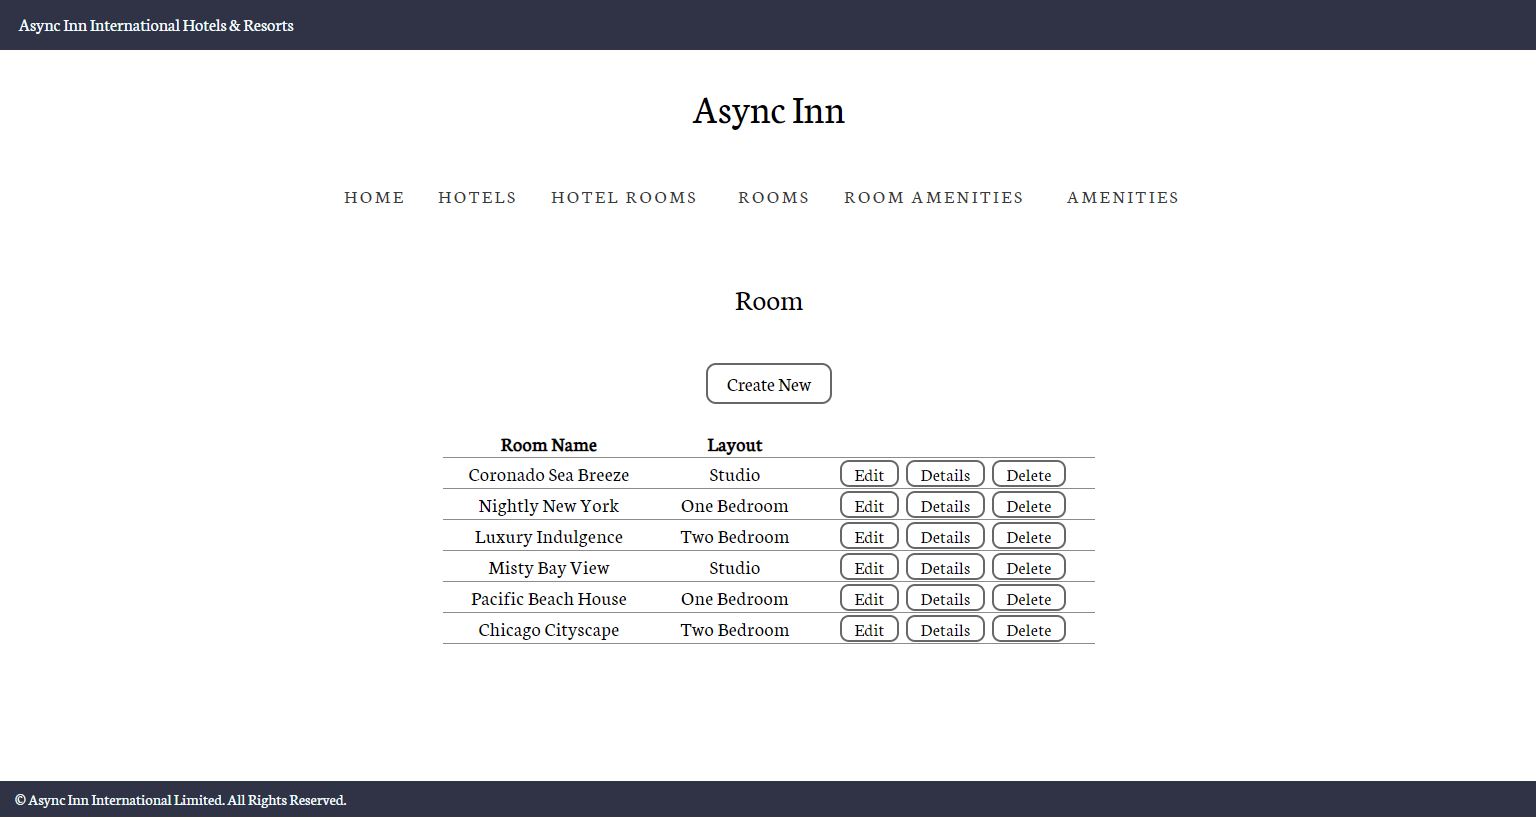 Async Inn International Hotels & Resorts
Async Inn
HOME HOTELS HOTEL ROOMS ROOMS ROOM AMENITIES AMENITIES
Room
Create New
Room Name Layout
Coronado Sea Breeze Studio Edit Details Delete
Nightly New York One Bedroom Edit Details Delete
Luxury Indulgence Two Bedroom Edit Details Delete
Misty Bay View Studio Edit Details Delete
Pacific Beach House One Bedroom Edit Details Delete
Chicago Cityscape Two Bedroom Edit Details Delete
© Async Inn International Limited. All Rights Reserved.